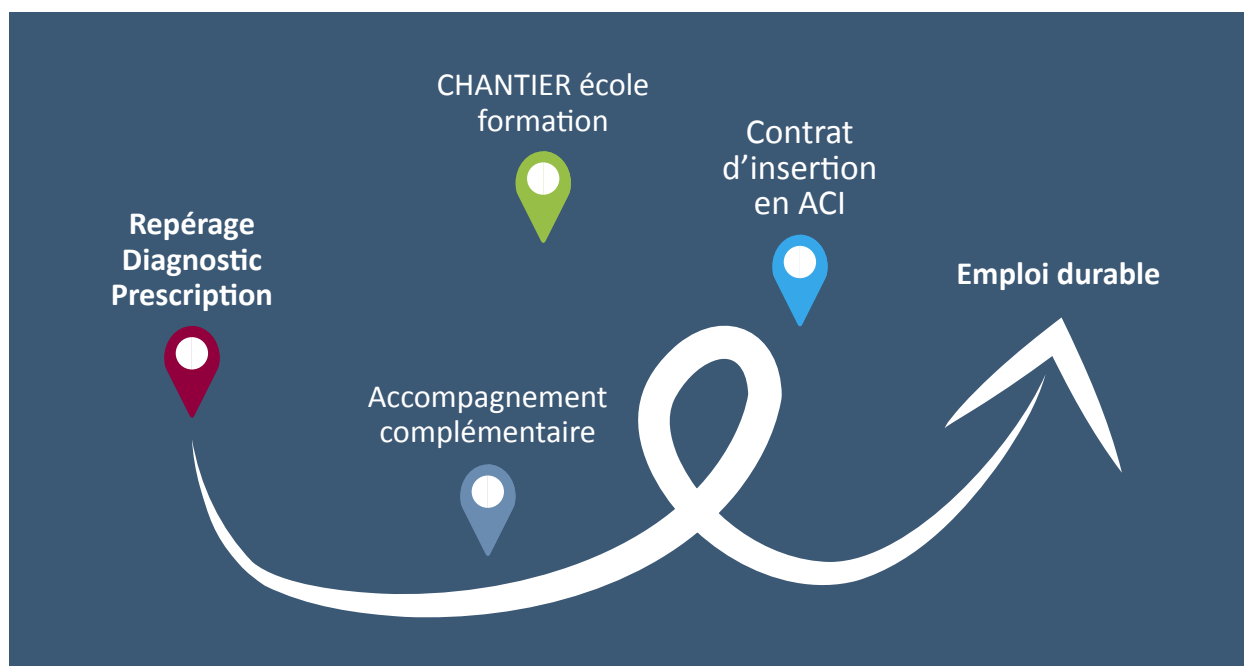 CHANTIER école
formation
Contrat
d’insertion
en ACI
Repérage
Diagnostic
Prescription
Emploi durable
Accompagnement
complémentaire